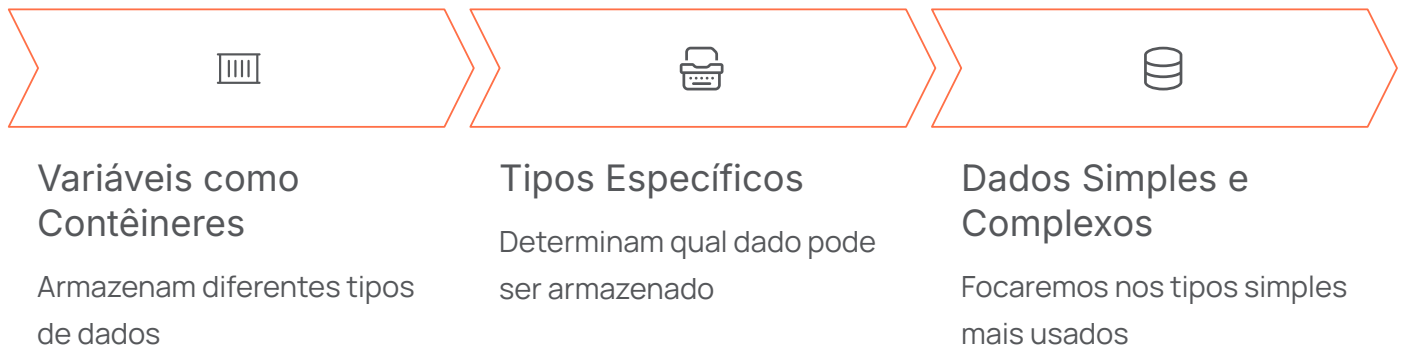 Variáveis como
Contêineres
Armazenam diferentes tipos
de dados
Tipos Específicos
Determinam qual dado pode
ser armazenado
Dados Simples e
Complexos
Focaremos nos tipos simples
mais usados